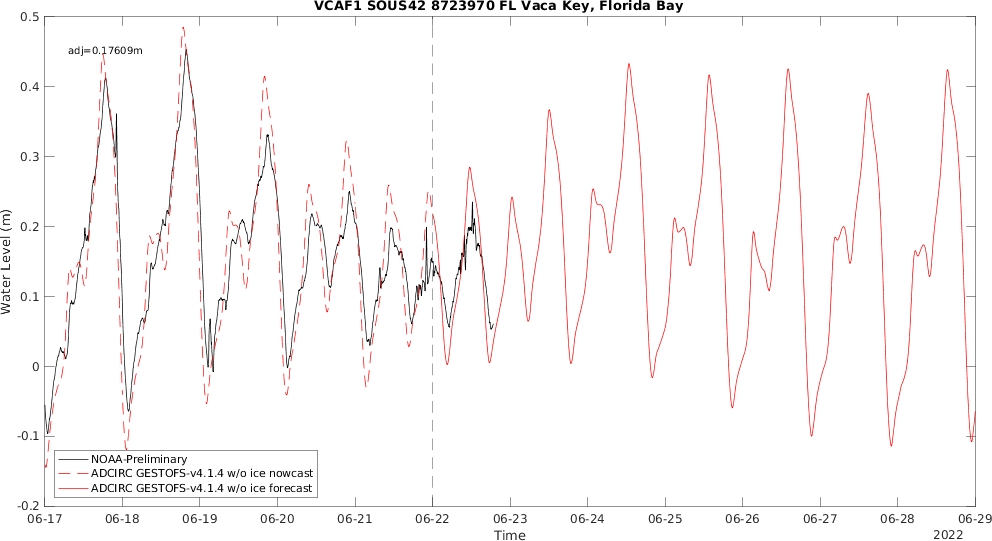 VCAF1 SOUS42 8723970 FL Vaca Key, Florida Bay
0.5
adj=0.17609m
0.4
0.3
0.2
Water Level (m)
0.1
0
-0.1
NOAA-Preliminary
ADCIRC GESTOFS-v4.1.4 w/o ice nowcast
ADCIRC GESTOFS-v4.1.4 w/o ice forecast
-0.2
06-17 06-18 06-19 06-20 06-21 06-22 06-23 06-24 06-25 06-26 06-27 06-28 06-29
Time 2022